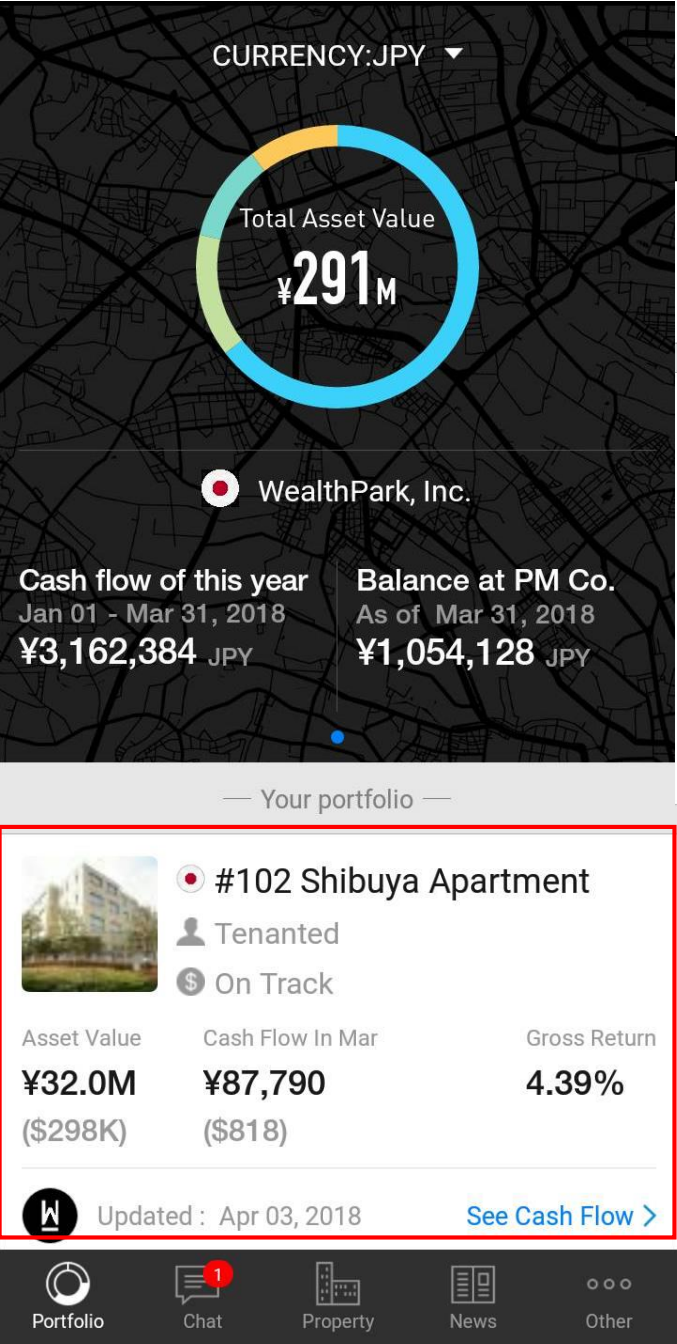 CURRENCY:JPY
Total Asset Value
¥291M
WealthPark, Inc.
Cash flow of this year
Jan 01 - Mar 31, 2018
¥3,162,384 JPY
Balance at PM Co.
As of Mar 31, 2018
¥1,054,128 JPY
Your portfolio
#102 Shibuya Apartment
Tenanted
$ On Track
Asset Value Cash Flow In Mar Gross Return
¥32.0M ¥87,790 4.39%
($298K) ($818)
W Updated : Apr 03, 2018 See Cash Flow >
1
Portfolio Chat Property News Other